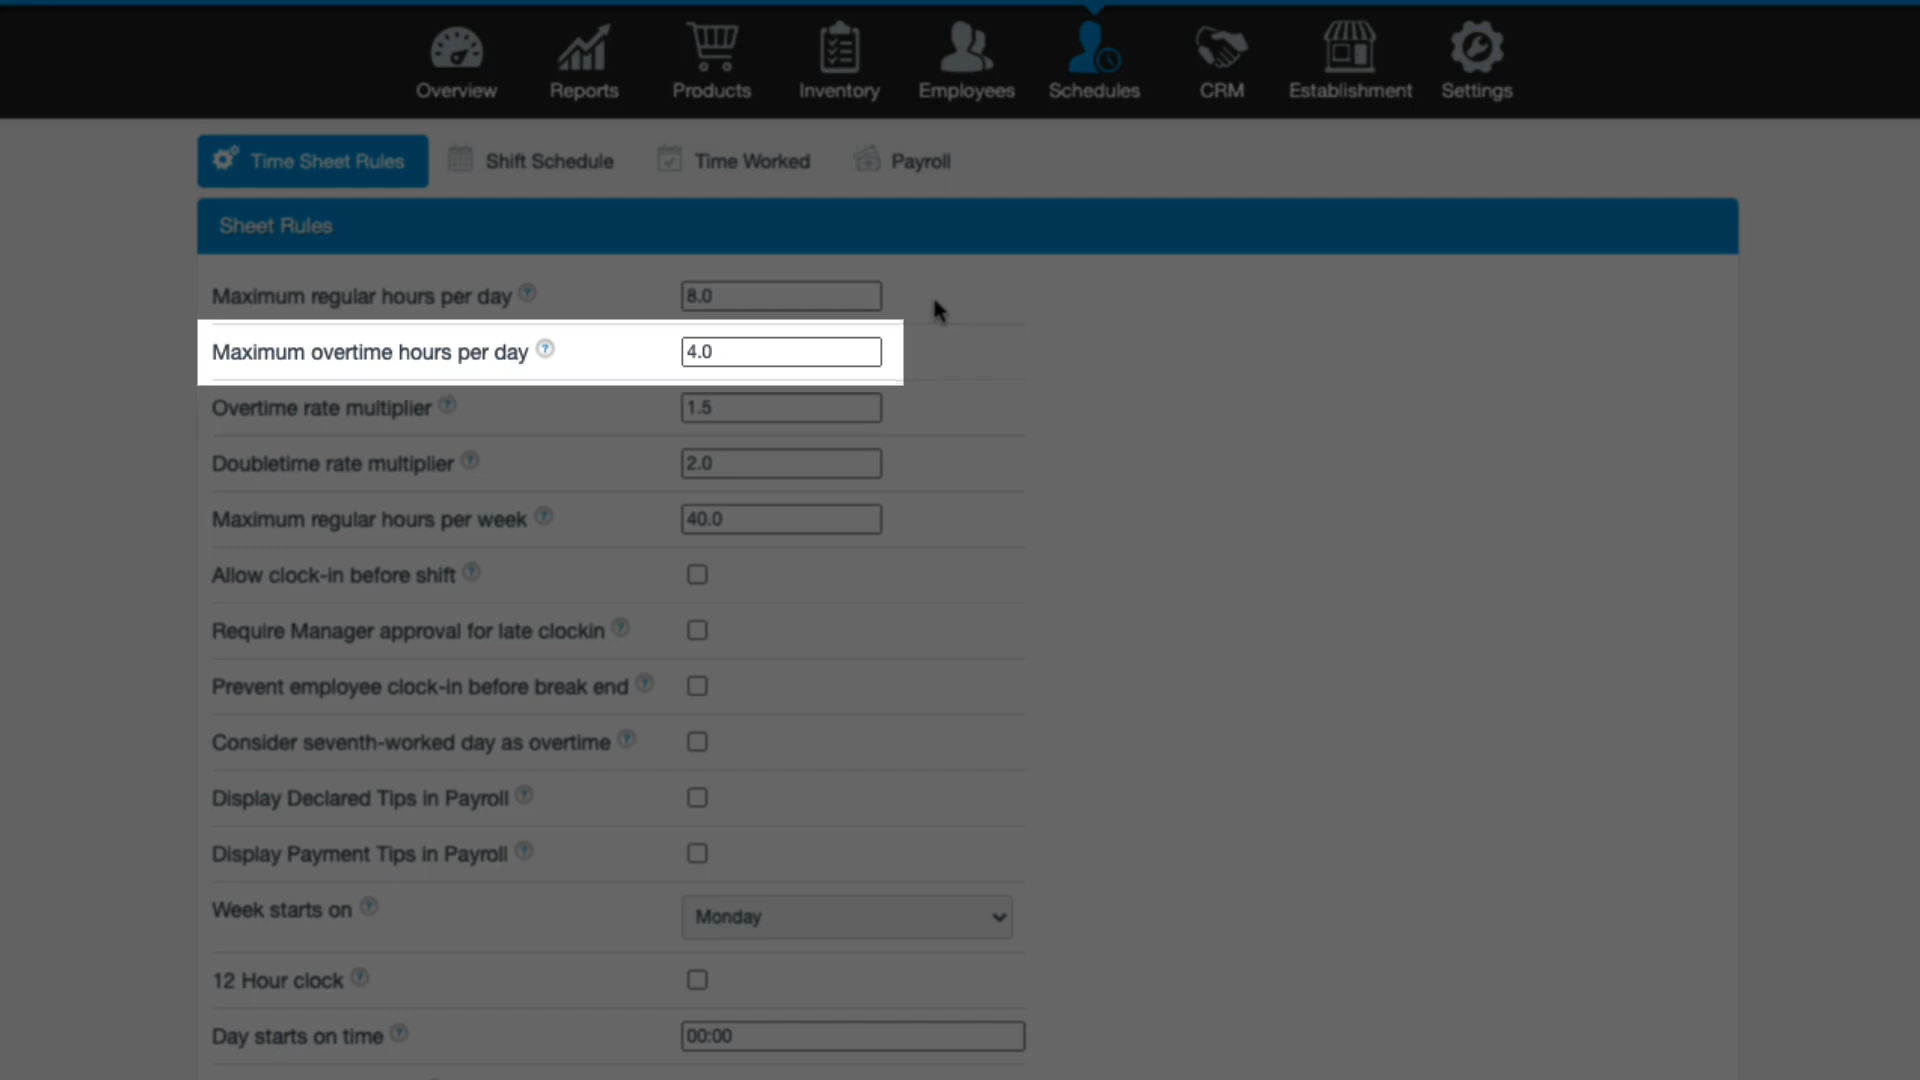 Overview Reports Products Inventory Employees Schedules CRM Establishment Settings
Time Sheet Rules Shift Schedule Time Worked Payroll
Sheet Rules
Maximum regular hours per day ? 8.0
Maximum overtime hours per day ? 4.0
Overtime rate multiplier ? 1.5
Doubletime rate multiplier ? 2.0
Maximum regular hours per week ? 40.0
Allow clock-in before shift ?
Require Manager approval for late clockin ?
Prevent employee clock-in before break end ?
Consider seventh-worked day as overtime ?
Display Declared Tips in Payroll ?
Display Payment Tips in Payroll ?
Week starts on ? Monday
12 Hour clock ?
Day starts on time ? 00:00